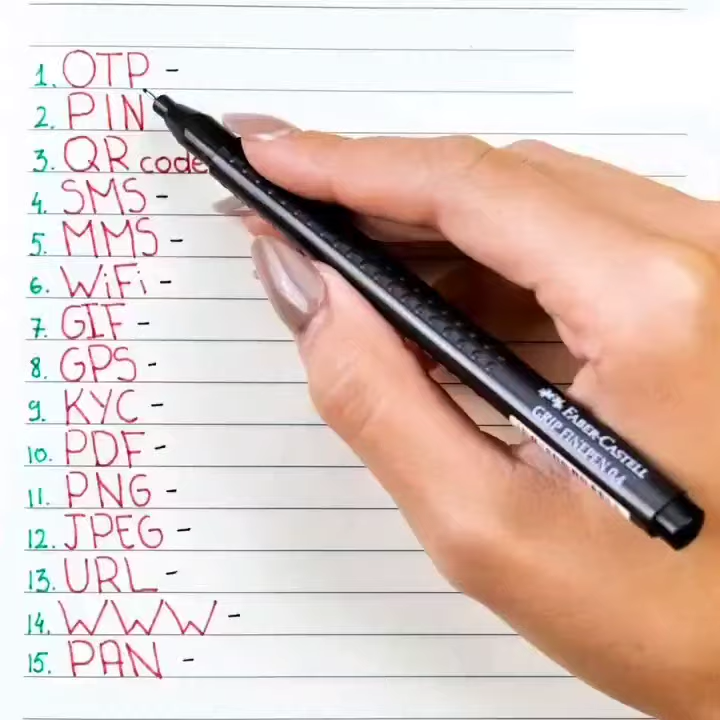 1. OTP -
2. PIN
3. QR code
4. SMS -
5. MMS -
6. WiFi -
7. GIF -
8. GPS -
9. KYC -
10. PDF -
11. PNG -
12. JPEG -
13. URL -
14. WWW -
15. PAN -
FABER-CASTELL
GRIP FINEPEN 0.4